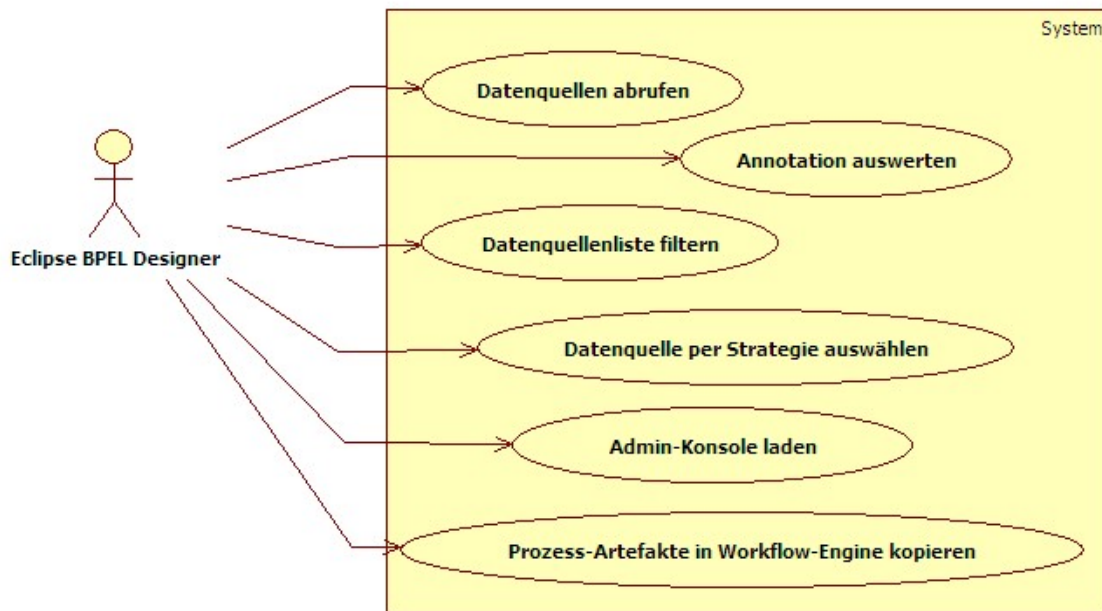 System
Datenquellen abrufen
Annotation auswerten
Datenquellenliste filtern
Eclipse BPEL Designer
Datenquelle per Strategie auswählen
Admin-Konsole laden
Prozess-Artefakte in Workflow-Engine kopieren